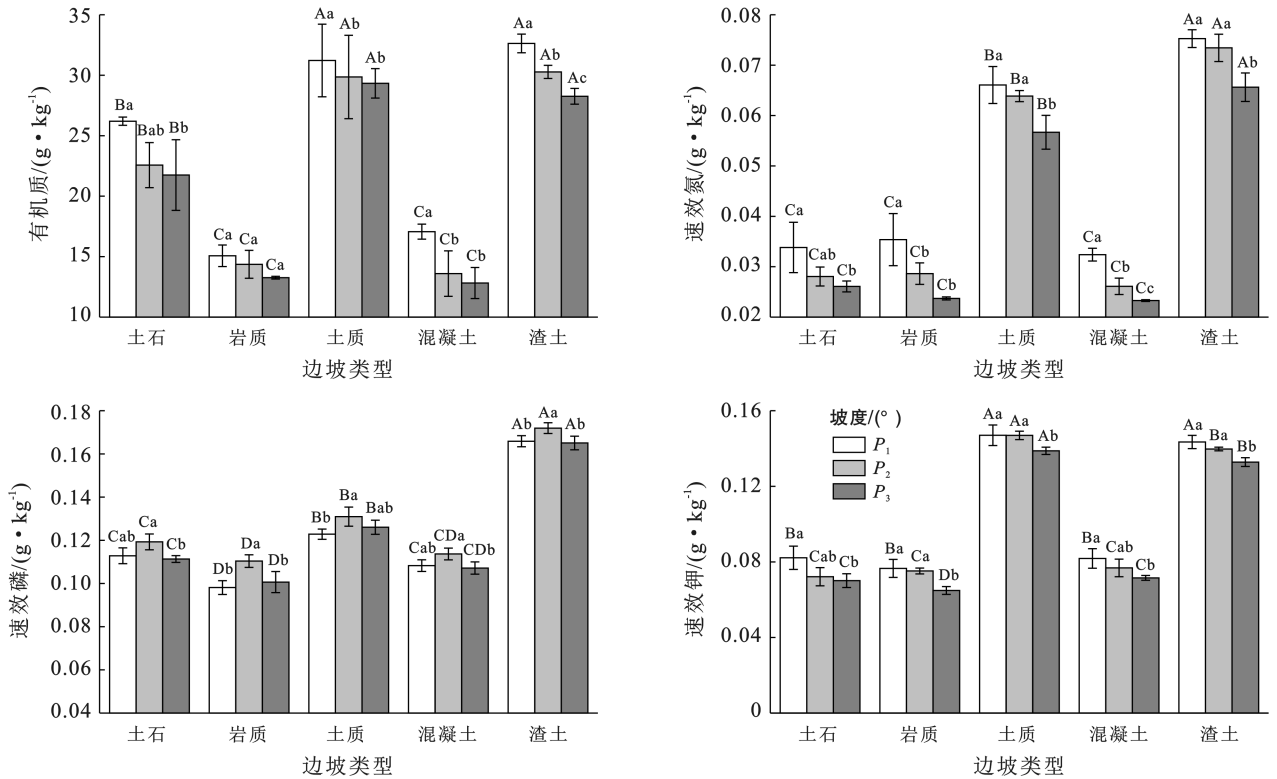 有机质/(g·kg⁻¹)
35
30
25
20
15
10
Ba Bab Bb
Ca Ca Ca
Aa Ab Ab
Ca Cb Cb
Aa Ab Ac
土石 岩质 土质 混凝土 渣土
边坡类型
速效氮/(g·kg⁻¹)
0.08
0.07
0.06
0.05
0.04
0.03
0.02
Ca Cab Cb
Ca Cb Cb
Ba Ba Bb
Ca Cb Cc
Aa Aa Ab
土石 岩质 土质 混凝土 渣土
边坡类型
速效磷/(g·kg⁻¹)
0.18
0.16
0.14
0.12
0.10
0.08
0.06
0.04
Cab Ca Cb
Db Da Db
Bb Ba Bab
Cab CDa CDb
Ab Aa Ab
土石 岩质 土质 混凝土 渣土
边坡类型
速效钾/(g·kg⁻¹)
0.16
0.12
0.08
0.04
0
坡度/(°)
P₁
P₂
P₃
Ba Cab Cb
Ba Ca Db
Aa Aa Ab
Ba Cab Cb
Aa Ba Bb
土石 岩质 土质 混凝土 渣土
边坡类型